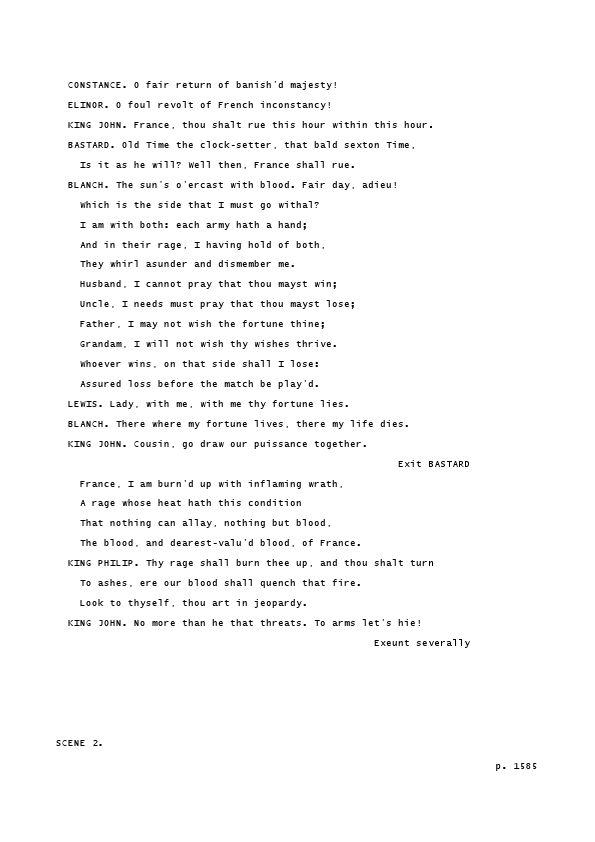 CONSTANCE. O fair return of banish'd majesty!
ELINOR. O foul revolt of French inconstancy!
KING JOHN. France, thou shalt rue this hour within this hour.
BASTARD. Old Time the clock-setter, that bald sexton Time,
Is it as he will? Well then, France shall rue.
BLANCH. The sun's o'ercast with blood. Fair day, adieu!
Which is the side that I must go withal?
I am with both: each army hath a hand;
And in their rage, I having hold of both,
They whirl asunder and dismember me.
Husband, I cannot pray that thou mayst win;
Uncle, I needs must pray that thou mayst lose;
Father, I may not wish the fortune thine;
Grandam, I will not wish thy wishes thrive.
Whoever wins, on that side shall I lose:
Assured loss before the match be play'd.
LEWIS. Lady, with me, with me thy fortune lies.
BLANCH. There where my fortune lives, there my life dies.
KING JOHN. Cousin, go draw our puissance together.
Exit BASTARD
France, I am burn'd up with inflaming wrath,
A rage whose heat hath this condition
That nothing can allay, nothing but blood,
The blood, and dearest-valu'd blood, of France.
KING PHILIP. Thy rage shall burn thee up, and thou shalt turn
To ashes, ere our blood shall quench that fire.
Look to thyself, thou art in jeopardy.
KING JOHN. No more than he that threats. To arms let's hie!
Exeunt severally
SCENE 2.
p. 1585